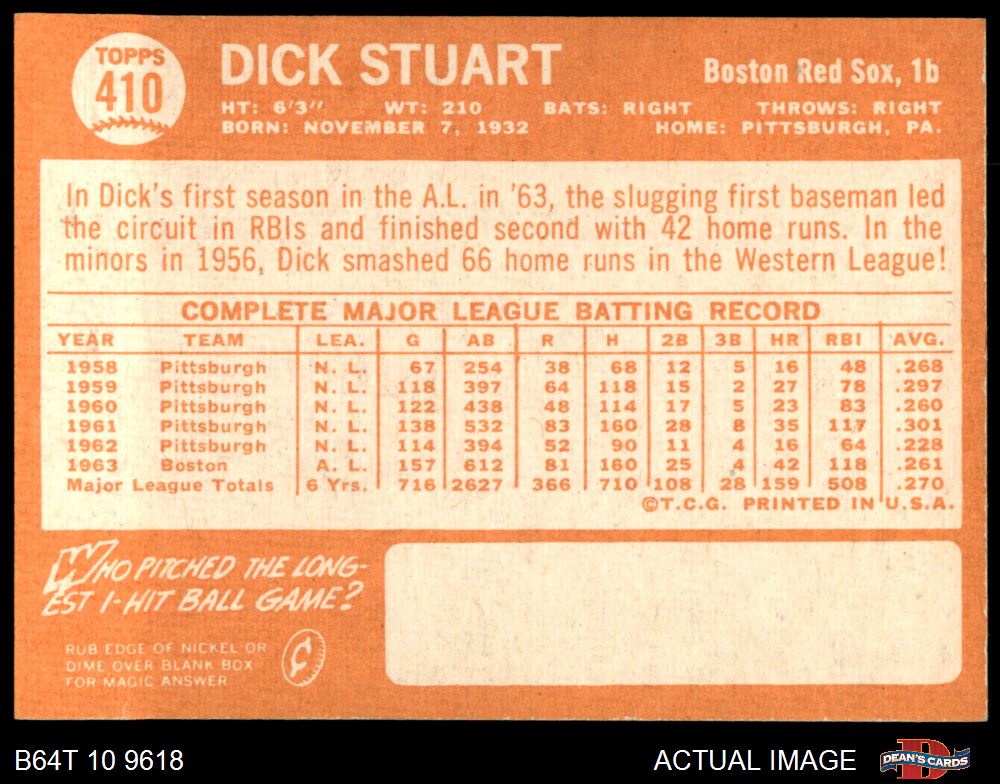 TOPPS
410
DICK STUART
Boston Red Sox, 1b
HT: 6'3" WT: 210 BATS: RIGHT THROWS: RIGHT
BORN: NOVEMBER 7, 1932 HOME: PITTSBURGH, PA.
In Dick's first season in the A.L. in '63, the slugging first baseman led
the circuit in RBIs and finished second with 42 home runs. In the
minors in 1956, Dick smashed 66 home runs in the Western League!
COMPLETE MAJOR LEAGUE BATTING RECORD
YEAR TEAM LEA. G AB R H 2B 3B HR RBI AVG.
1958 Pittsburgh N. L. 67 254 38 68 12 5 16 48 .268
1959 Pittsburgh N. L. 118 397 64 118 15 2 27 78 .297
1960 Pittsburgh N. L. 122 438 48 114 17 5 23 83 .260
1961 Pittsburgh N. L. 138 532 83 160 28 8 35 117 .301
1962 Pittsburgh N. L. 114 394 52 90 11 4 16 64 .228
1963 Boston A. L. 157 612 81 160 25 4 42 118 .261
Major League Totals 6 Yrs. 716 2627 366 710 108 28 159 508 .270
©T.C.G. PRINTED IN U.S.A.
WHO PITCHED THE LONG-
EST 1-HIT BALL GAME?
RUB EDGE OF NICKEL OR
DIME OVER BLANK BOX
FOR MAGIC ANSWER
¢
B64T 10 9618
ACTUAL IMAGE
DEAN'S CARDS